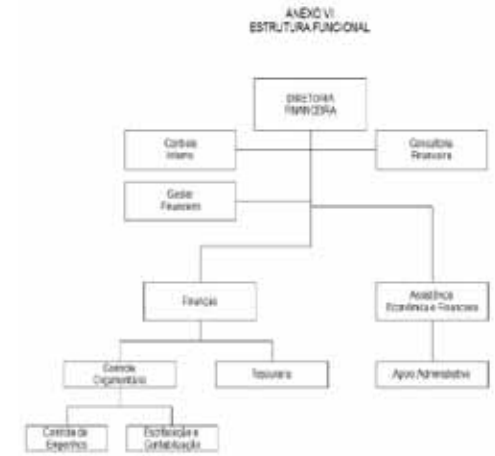 ANEXO VI
ESTRUTURA FUNCIONAL
DIRETORIA
FINANCEIRA
Controle
Interno
Consultoria
Financeira
Gestão
Financeira
Finanças
Assistência
Econômica e Financeira
Controle
Orçamentário
Tesouraria
Apoio Administrativo
Controle de
Empenhos
Escrituração e
Contabilização